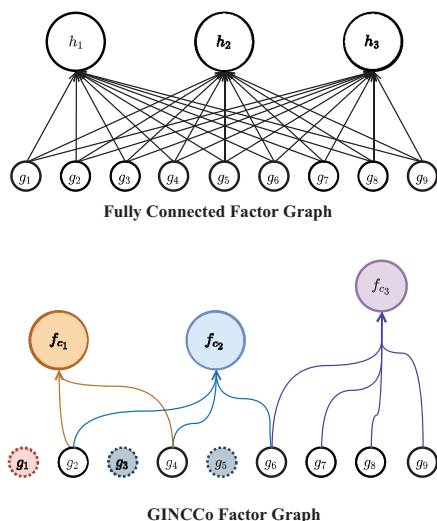 h1 h2 h3
g1 g2 g3 g4 g5 g6 g7 g8 g9
Fully Connected Factor Graph
fc3
fc1 fc2
g1 g2 g3 g4 g5 g6 g7 g8 g9
GINCCo Factor Graph